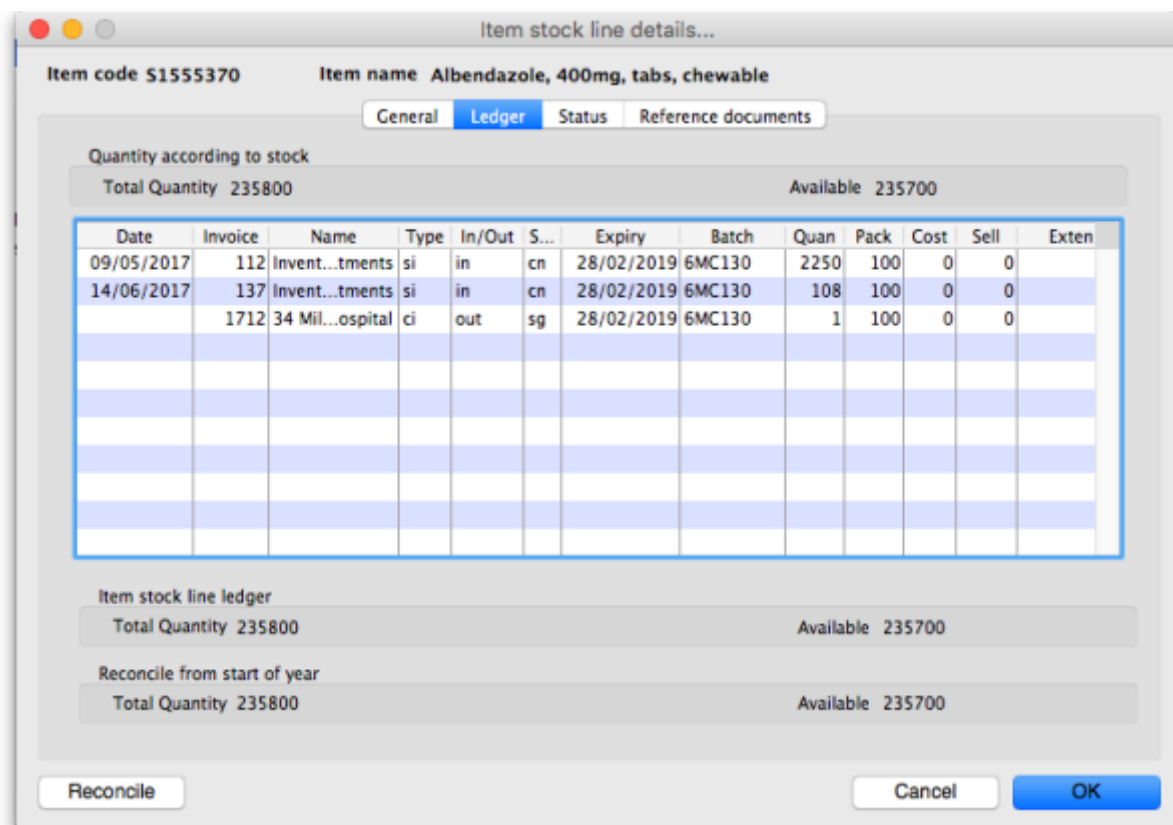 Item stock line details...
Item code S1555370 Item name Albendazole, 400mg, tabs, chewable
General Ledger Status Reference documents
Quantity according to stock
Total Quantity 235800 Available 235700
Date Invoice Name Type In/Out S... Expiry Batch Quan Pack Cost Sell Exten
09/05/2017 112 Invent...tments si in cn 28/02/2019 6MC130 2250 100 0 0
14/06/2017 137 Invent...tments si in cn 28/02/2019 6MC130 108 100 0 0
1712 34 Mil...ospital ci out sg 28/02/2019 6MC130 1 100 0 0
Item stock line ledger
Total Quantity 235800 Available 235700
Reconcile from start of year
Total Quantity 235800 Available 235700
Reconcile Cancel OK